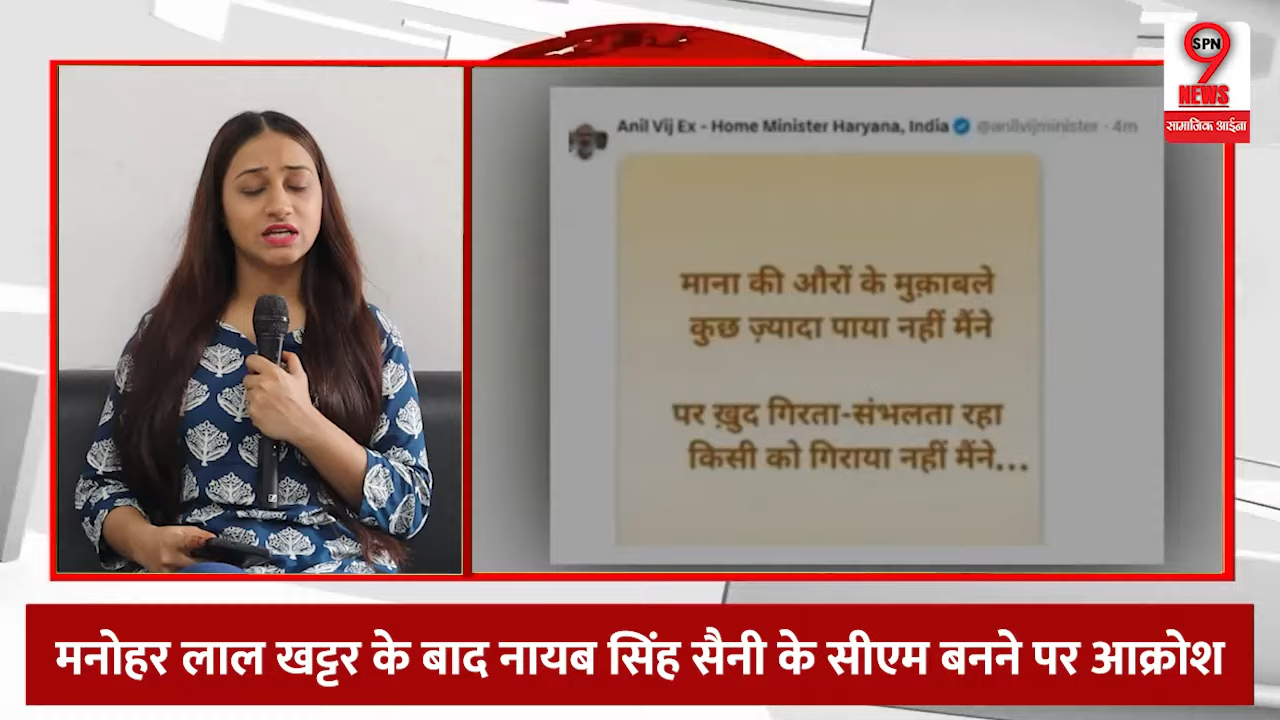 SPN
9
NEWS
सामाजिक आईना
Anil Vij Ex - Home Minister Haryana, India @anilvijminister · 4m
माना की औरों के मुक़ाबले
कुछ ज़्यादा पाया नहीं मैंने
पर ख़ुद गिरता-संभलता रहा
किसी को गिराया नहीं मैंने...
मनोहर लाल खट्टर के बाद नायब सिंह सैनी के सीएम बनने पर आक्रोश